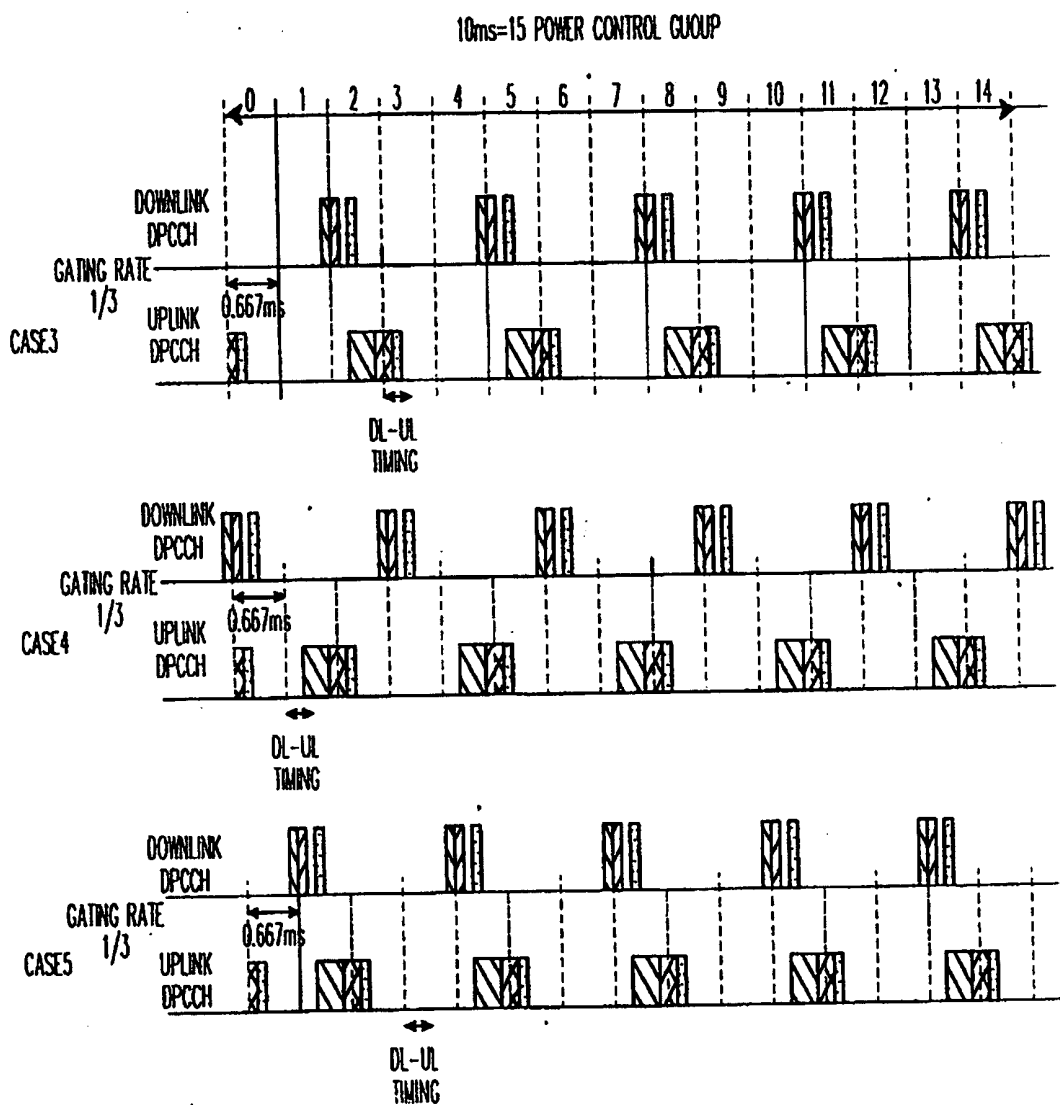 10ms=15 POWER CONTROL GUOUP
0 1 2 3 4 5 6 7 8 9 10 11 12 13 14
DOWNLINK
DPCCH
GATING RATE
1/3
0.667ms
CASE3
UPLINK
DPCCH
DL-UL
TIMING
DOWNLINK
DPCCH
GATING RATE
1/3
0.667ms
CASE4
UPLINK
DPCCH
DL-UL
TIMING
DOWNLINK
DPCCH
GATING RATE
1/3
0.667ms
CASE5
UPLINK
DPCCH
DL-UL
TIMING